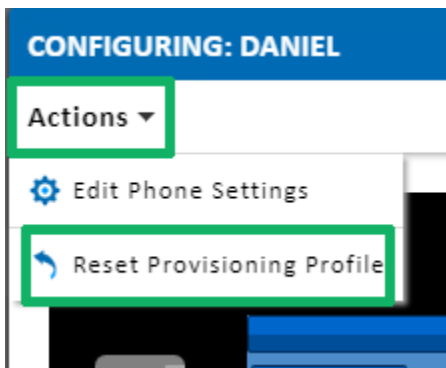 CONFIGURING: DANIEL
Actions
Edit Phone Settings
Reset Provisioning Profile